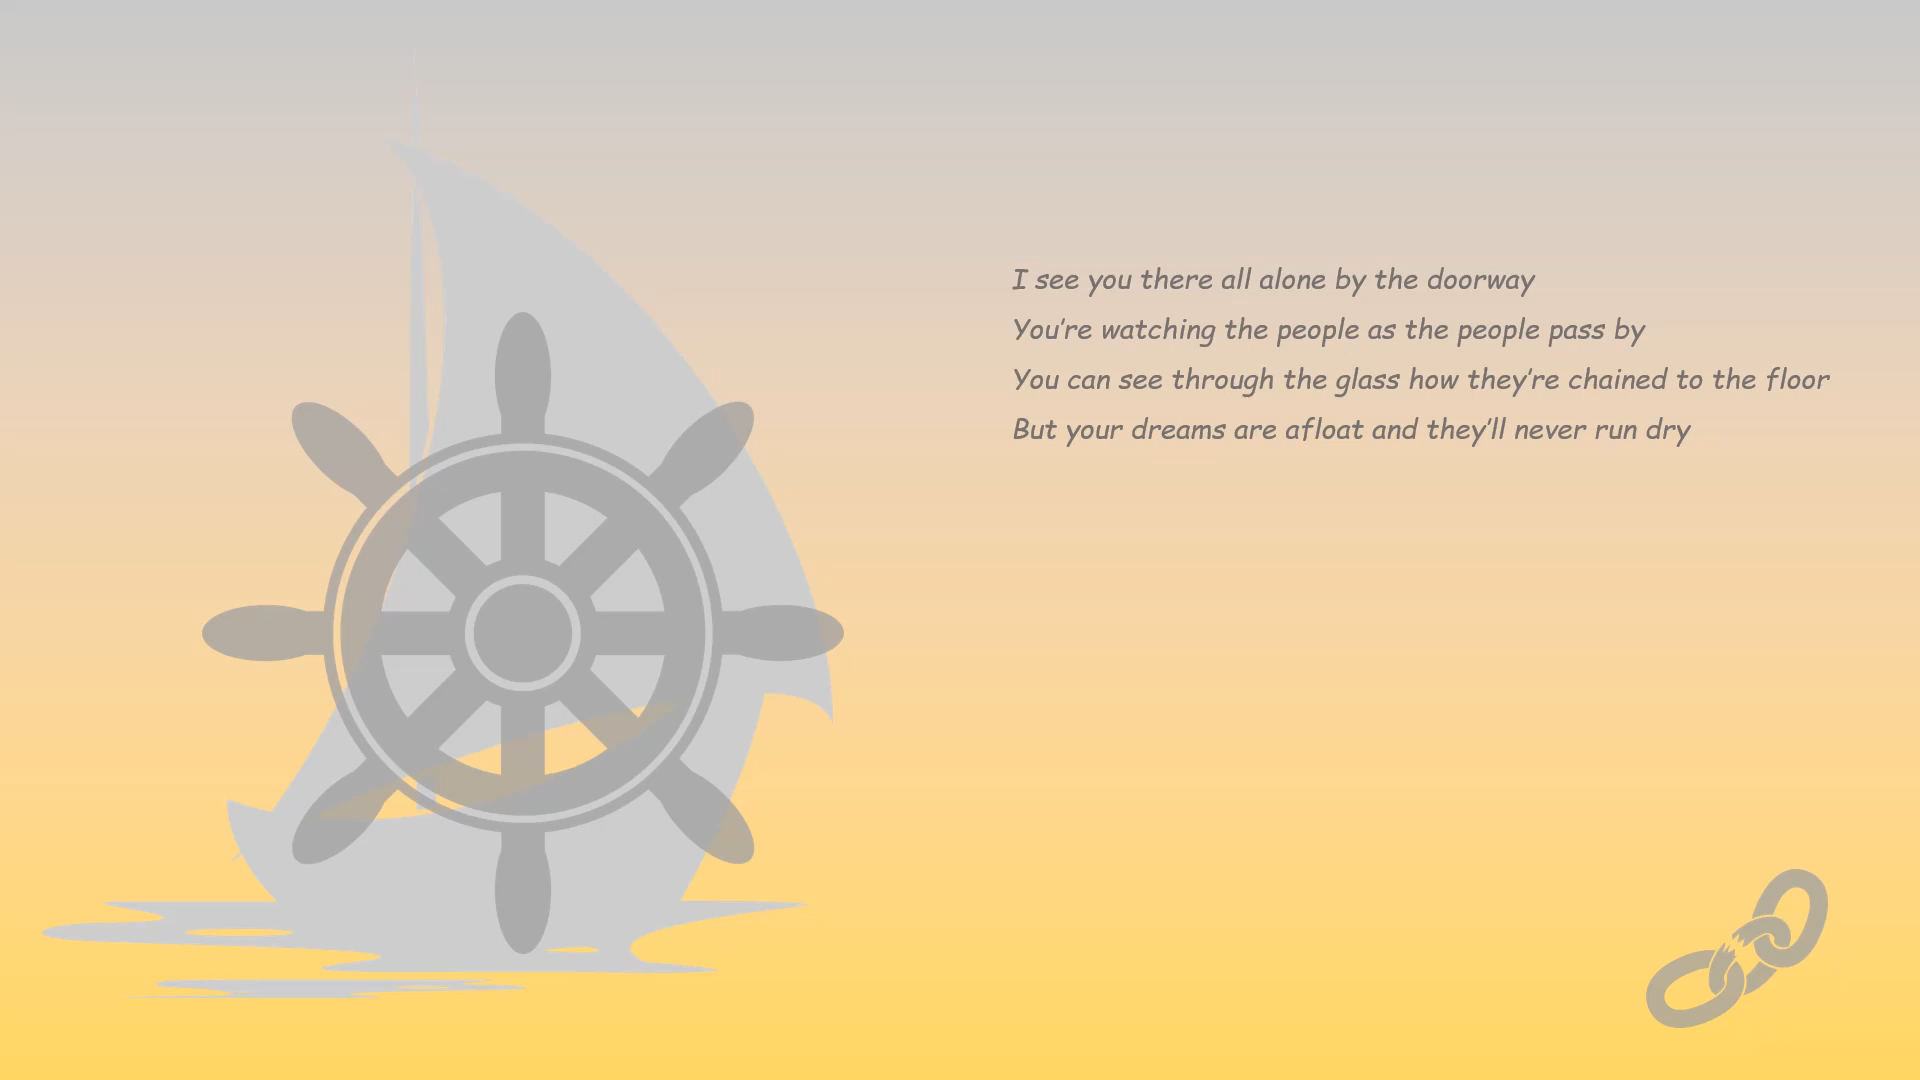 I see you there all alone by the doorway
You're watching the people as the people pass by
You can see through the glass how they're chained to the floor
But your dreams are afloat and they'll never run dry